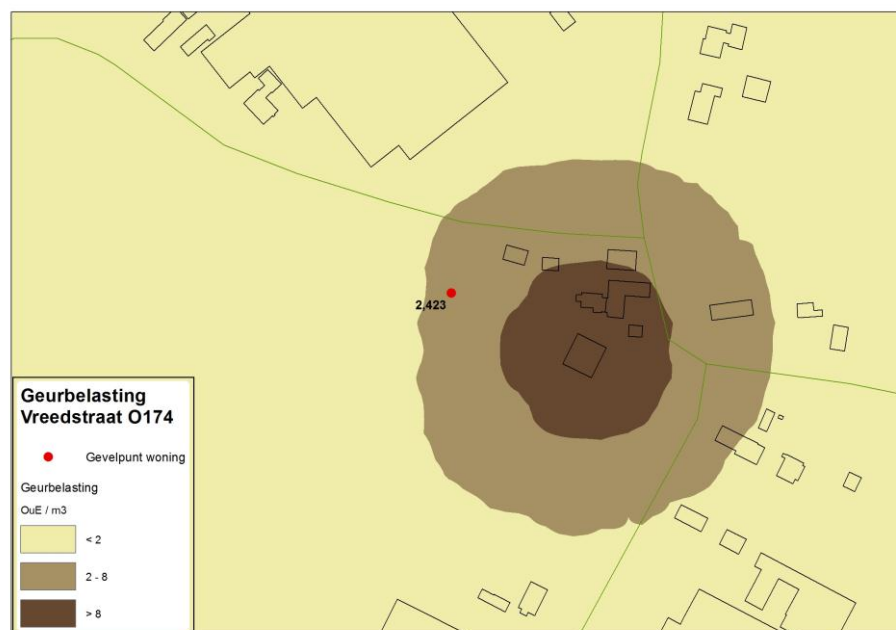 2,423
Geurbelasting
Vreedstraat O174
Gevelpunt woning
Geurbelasting
OuE / m3
< 2
2 - 8
> 8